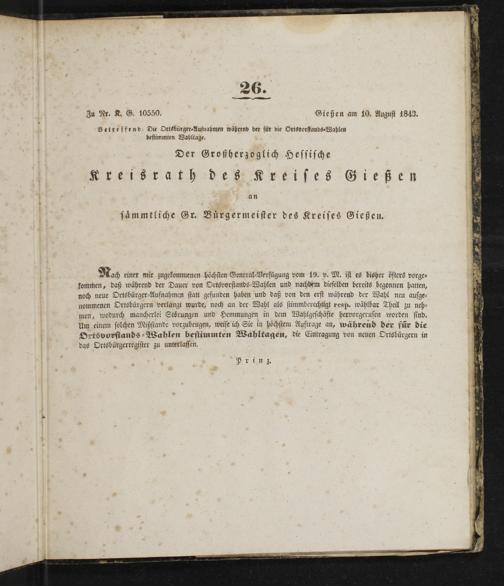 26.
Zu Nr. K. G. 10550. Gießen am 10. August 1843.
Betreffend: Die Ortsbürger-Aufnahmen während der für die Ortsvorstands-Wahlen
bestimmten Wahltage.
Der Großherzoglich Hessische
Kreisrath des Kreises Gießen
an
sämmtliche Gr. Bürgermeister des Kreises Gießen.
Nach einer mir zugekommenen höchsten General-Verfügung vom 19. v. M. ist es bisher öfters vorge-
kommen, daß während der Dauer von Ortsvorstands-Wahlen und nachdem dieselben bereits begonnen hatten,
noch neue Ortsbürger-Aufnahmen statt gefunden haben und daß von den erst während der Wahl neu aufge-
nommenen Ortsbürgern verlangt wurde, noch an der Wahl als stimmberechtigt resp. wählbar Theil zu neh-
men, wodurch mancherlei Störungen und Hemmungen in dem Wahlgeschäfte hervorgerufen worden sind.
Um einem solchen Misstande vorzubeugen, weise ich Sie in höchstem Auftrage an, während der für die
Ortsvorstands-Wahlen bestimmten Wahltagen, die Eintragung von neuen Ortsbürgern in
das Ortsbürgerregister zu unterlassen.
Prinz.